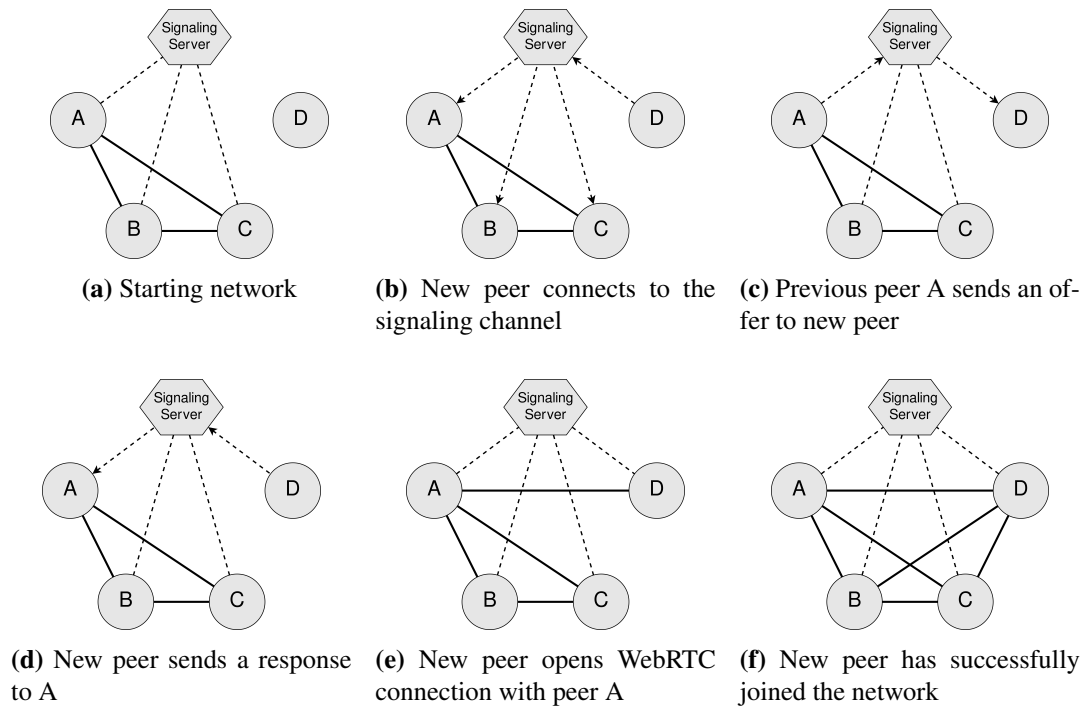 Signaling
Server
A
D
B
C
(a) Starting network
Signaling
Server
A
D
B
C
(b) New peer connects to the
signaling channel
Signaling
Server
A
D
B
C
(c) Previous peer A sends an of-
fer to new peer
Signaling
Server
A
D
B
C
(d) New peer sends a response
to A
Signaling
Server
A
D
B
C
(e) New peer opens WebRTC
connection with peer A
Signaling
Server
A
D
B
C
(f) New peer has successfully
joined the network